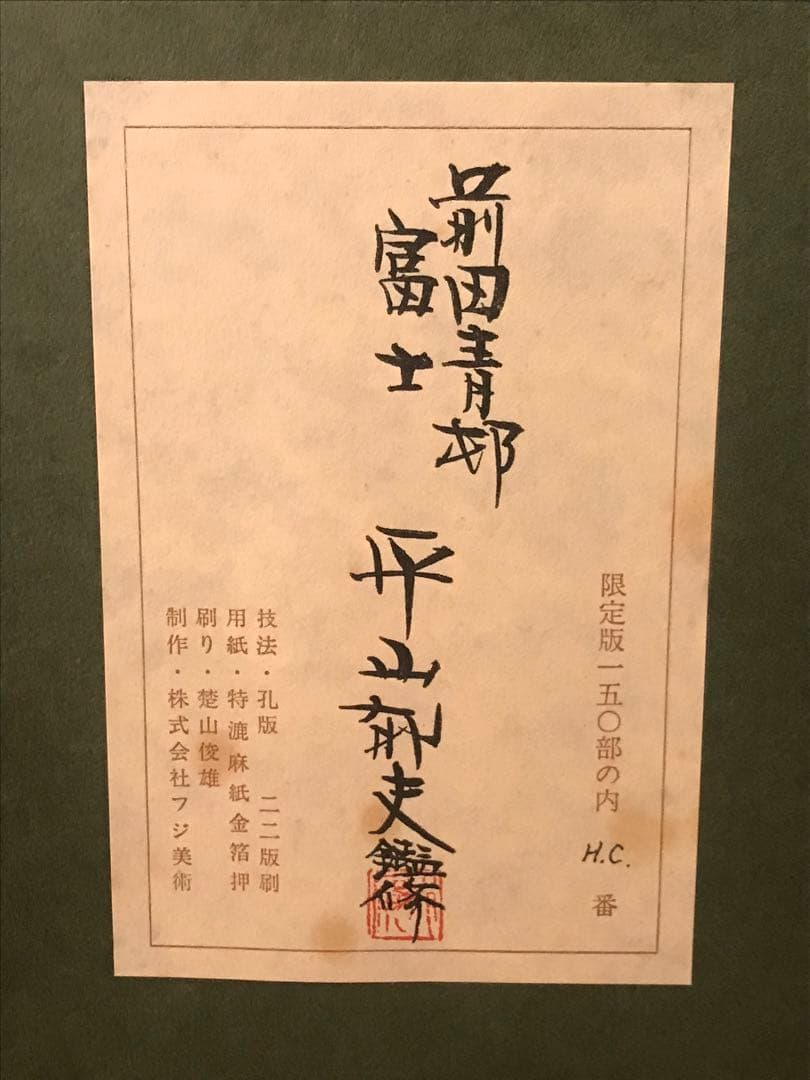 限定版一五〇部の内 H.C. 番
前田青邨
富士
平山郁夫鑑修
技法・孔版 二二版刷
用紙・特漉麻紙金箔押
刷り・楚山俊雄
制作・株式会社フジ美術